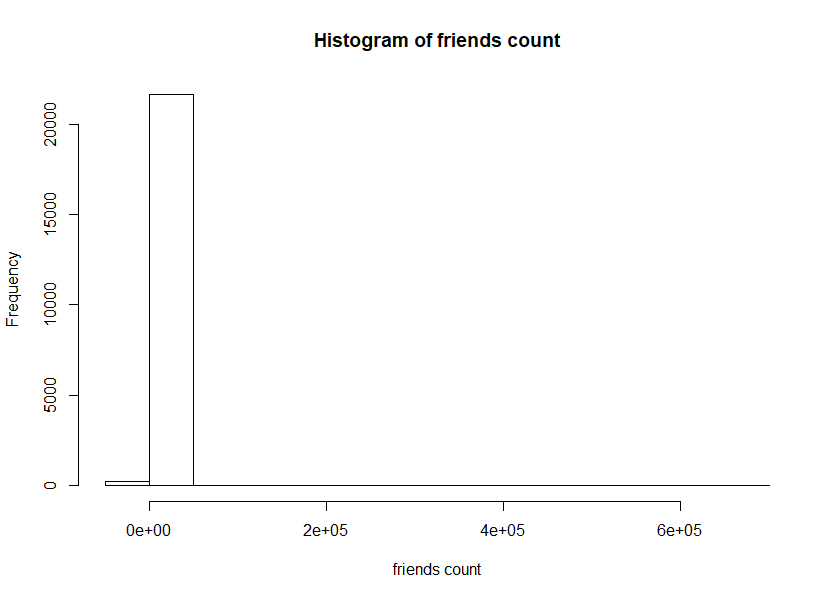 Histogram of friends count
Frequency
20000
15000
10000
5000
0
0e+00 2e+05 4e+05 6e+05
friends count